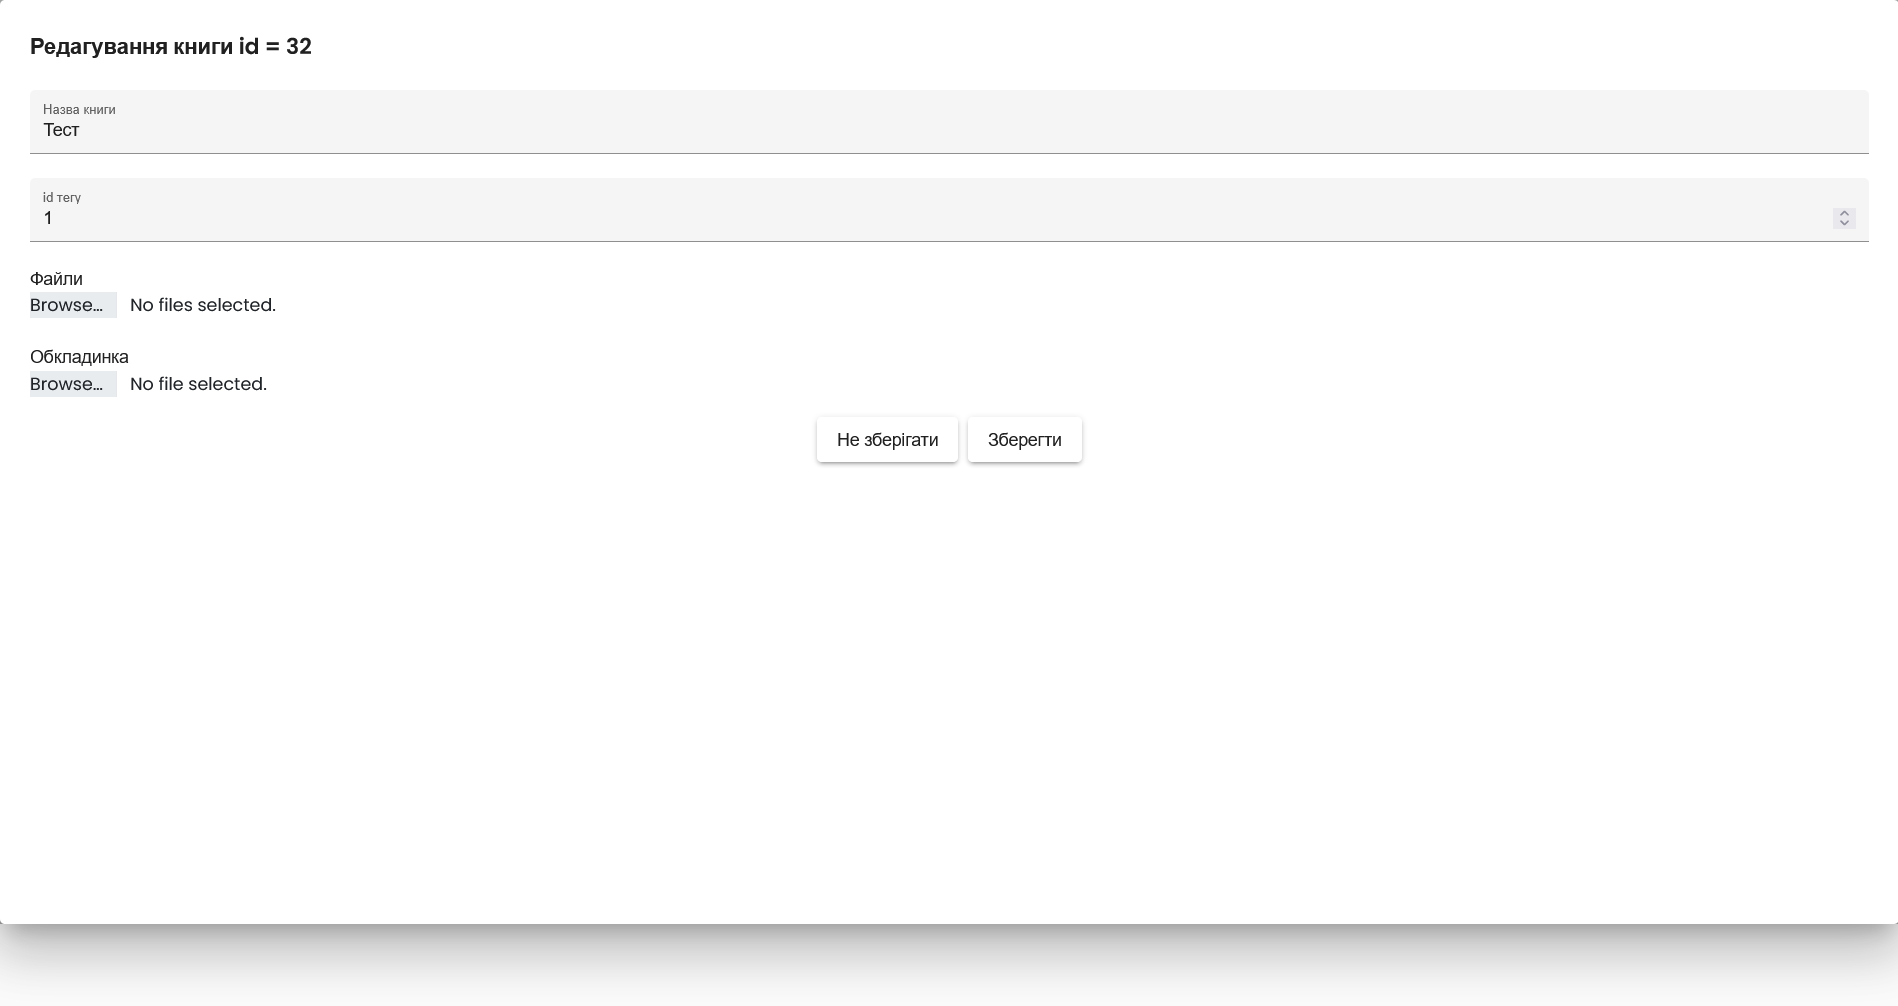 Редагування книги id = 32
Назва книги
Тест
id тегу
1
Файли
Browse... No files selected.
Обкладинка
Browse... No file selected.
Не зберігати Зберегти